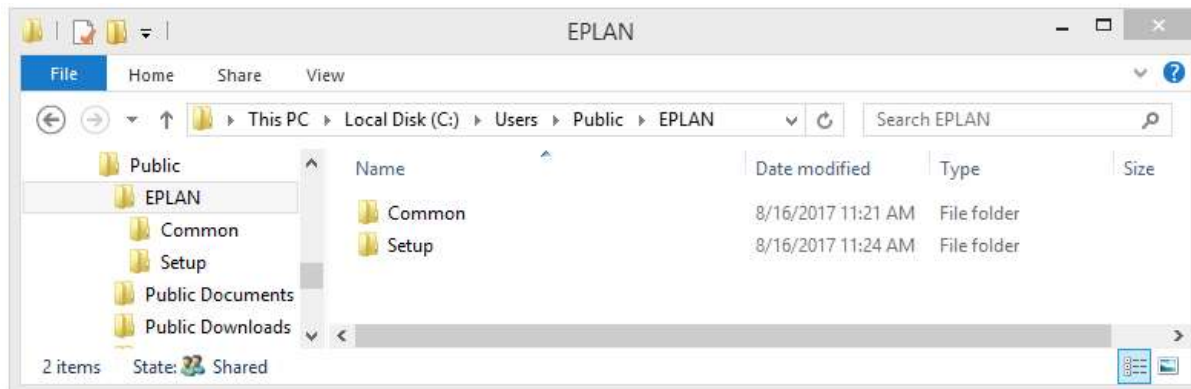 EPLAN
File Home Share View
This PC Local Disk (C:) Users Public EPLAN Search EPLAN
Public
EPLAN
Common
Setup
Public Documents
Public Downloads
Name Date modified Type Size
Common 8/16/2017 11:21 AM File folder
Setup 8/16/2017 11:24 AM File folder
2 items State: Shared